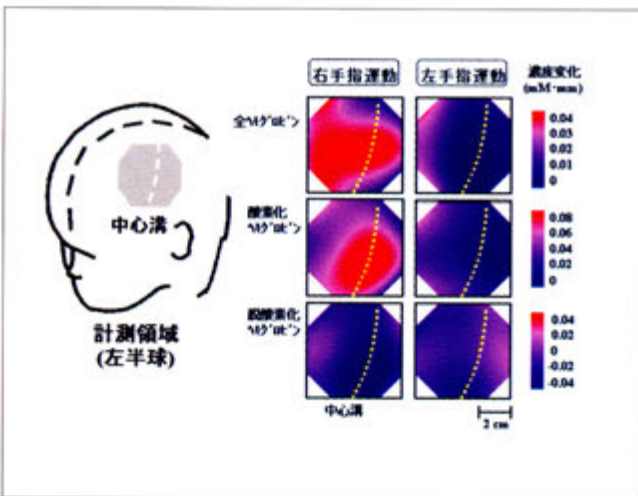 右手指運動
左手指運動
濃度変化
(mM·mm)
全ﾍﾓｸﾞﾛﾋﾞﾝ
0.04
0.03
0.02
0.01
0
酸素化
ﾍﾓｸﾞﾛﾋﾞﾝ
0.08
0.06
0.04
0.02
0
脱酸素化
ﾍﾓｸﾞﾛﾋﾞﾝ
0.04
0.02
0
-0.02
-0.04
中心溝
計測領域
(左半球)
中心溝
2 cm